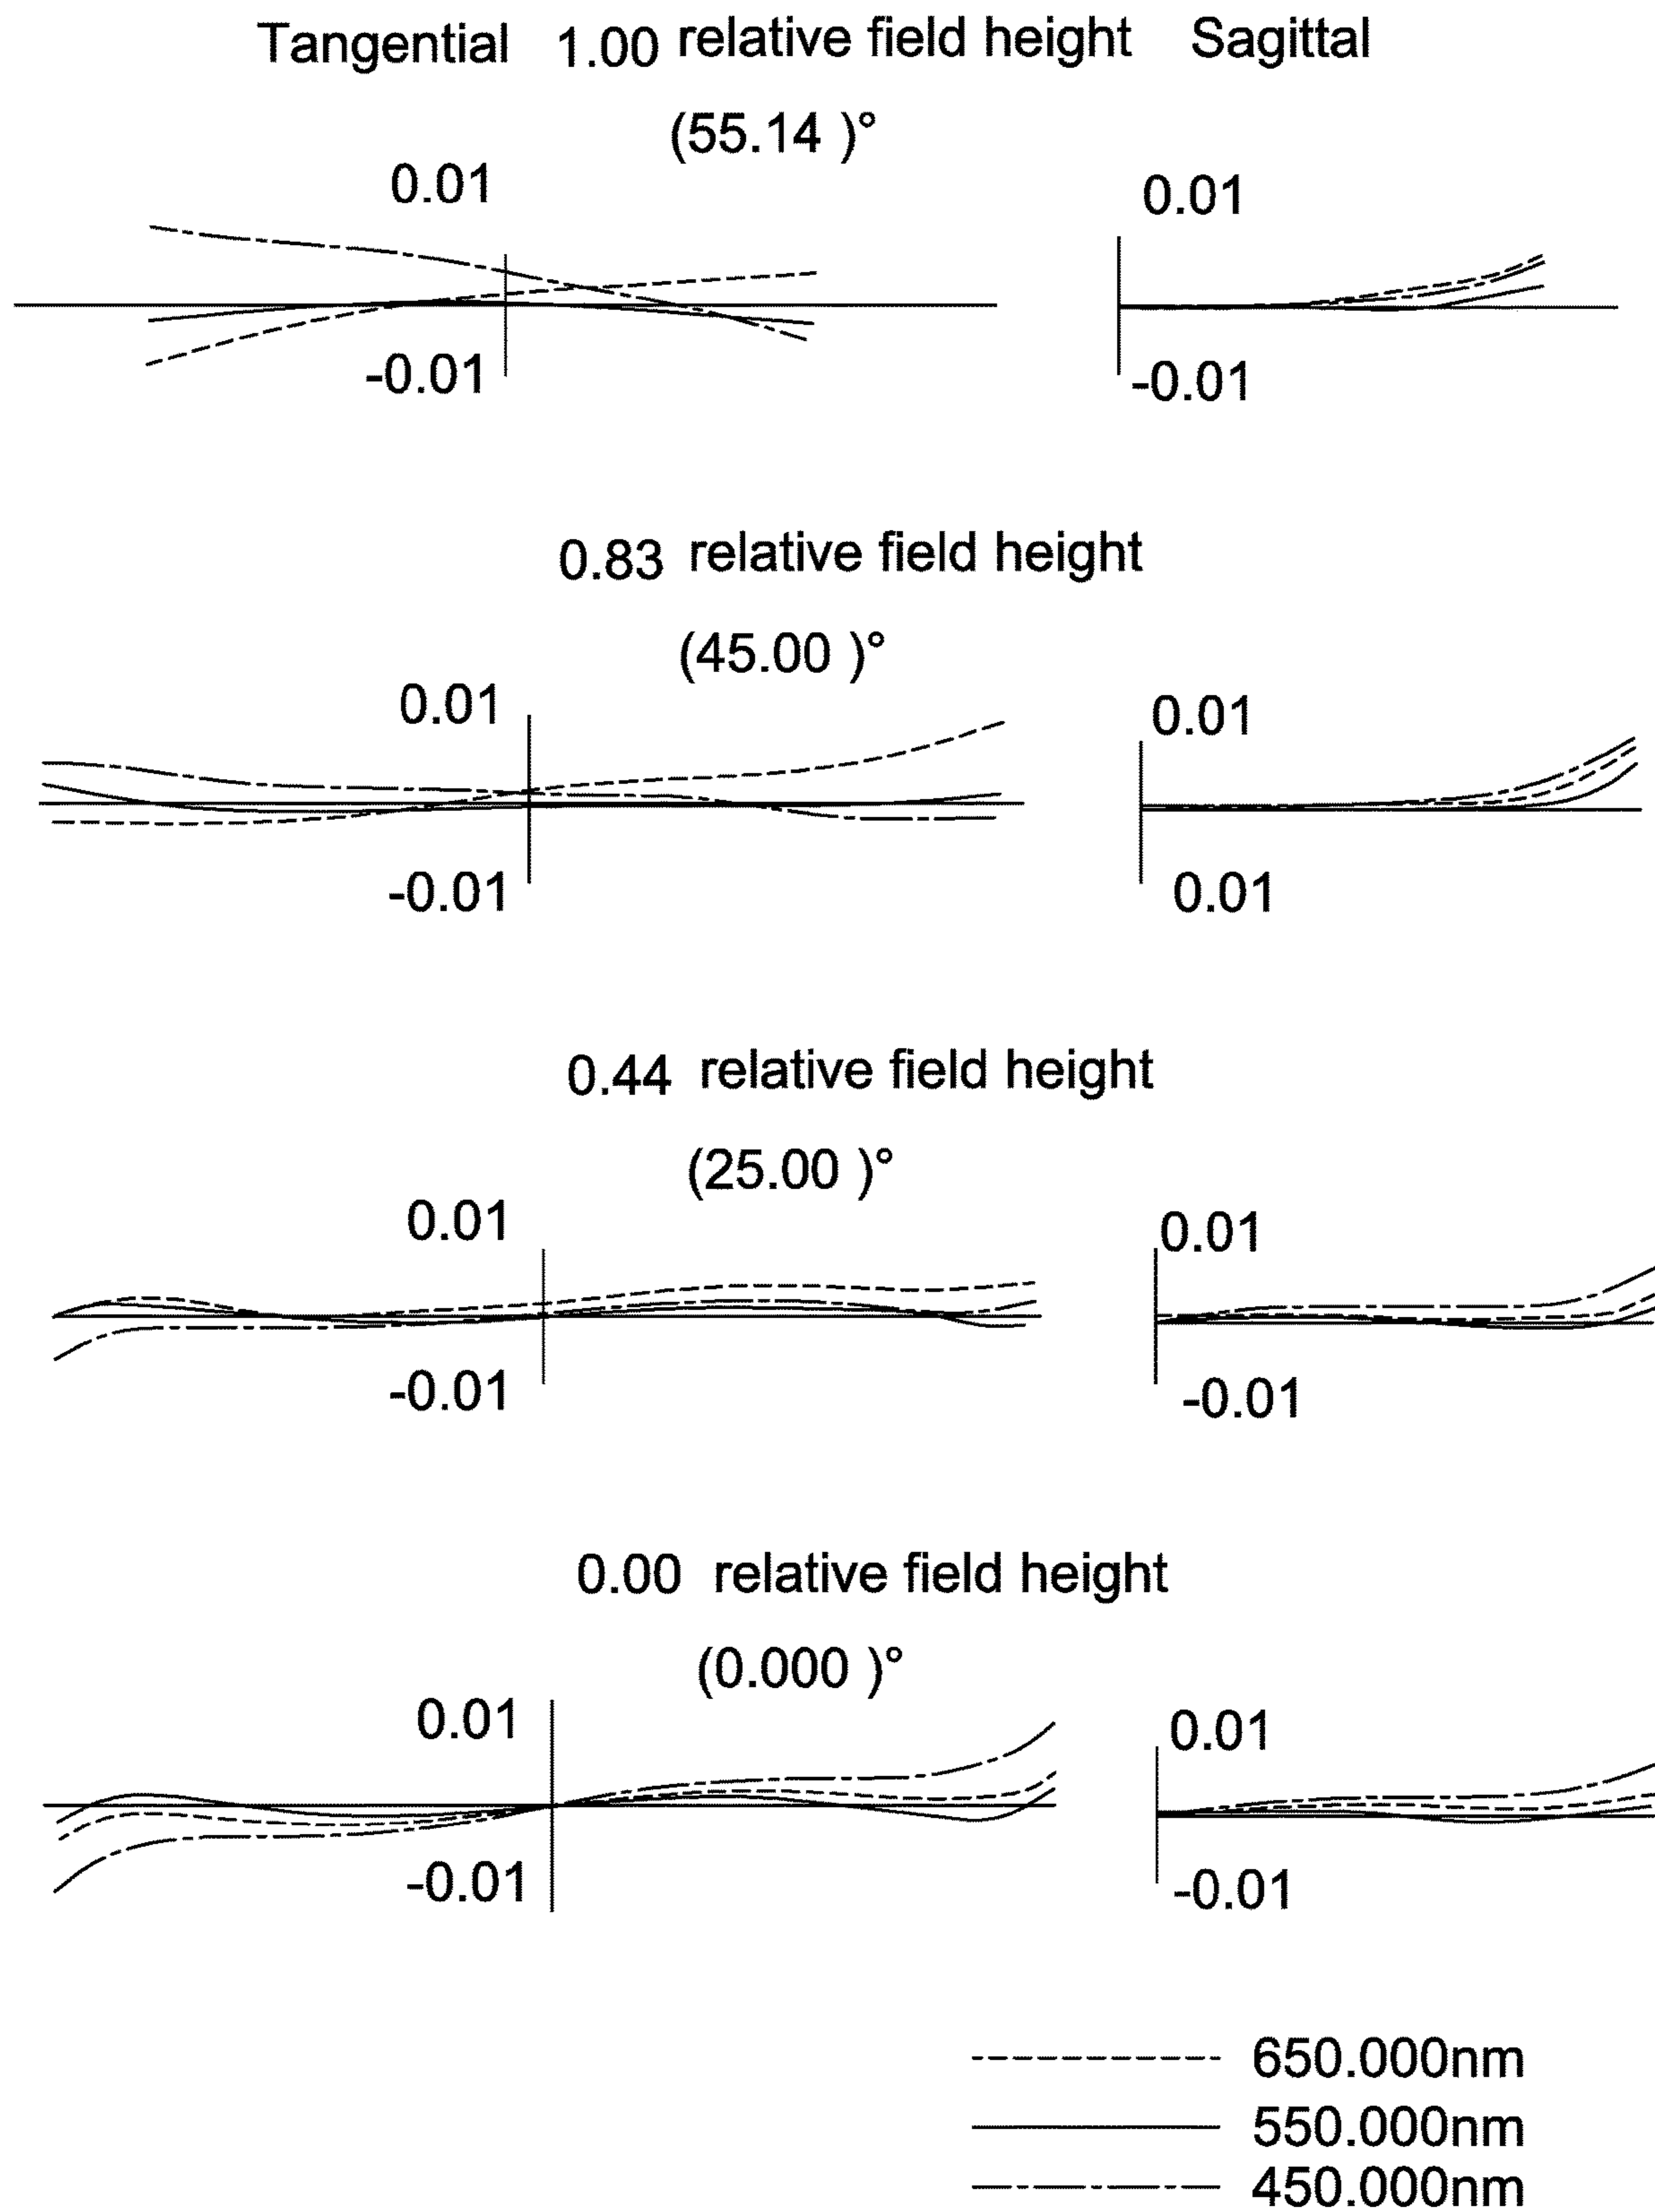 Tangential 1.00 relative field height Sagittal
(55.14 )°
0.01 0.01
-0.01 -0.01
0.83 relative field height
(45.00 )°
0.01 0.01
-0.01 0.01
0.44 relative field height
(25.00 )°
0.01 0.01
-0.01 -0.01
0.00 relative field height
(0.000 )°
0.01 0.01
-0.01 -0.01
650.000nm
550.000nm
450.000nm